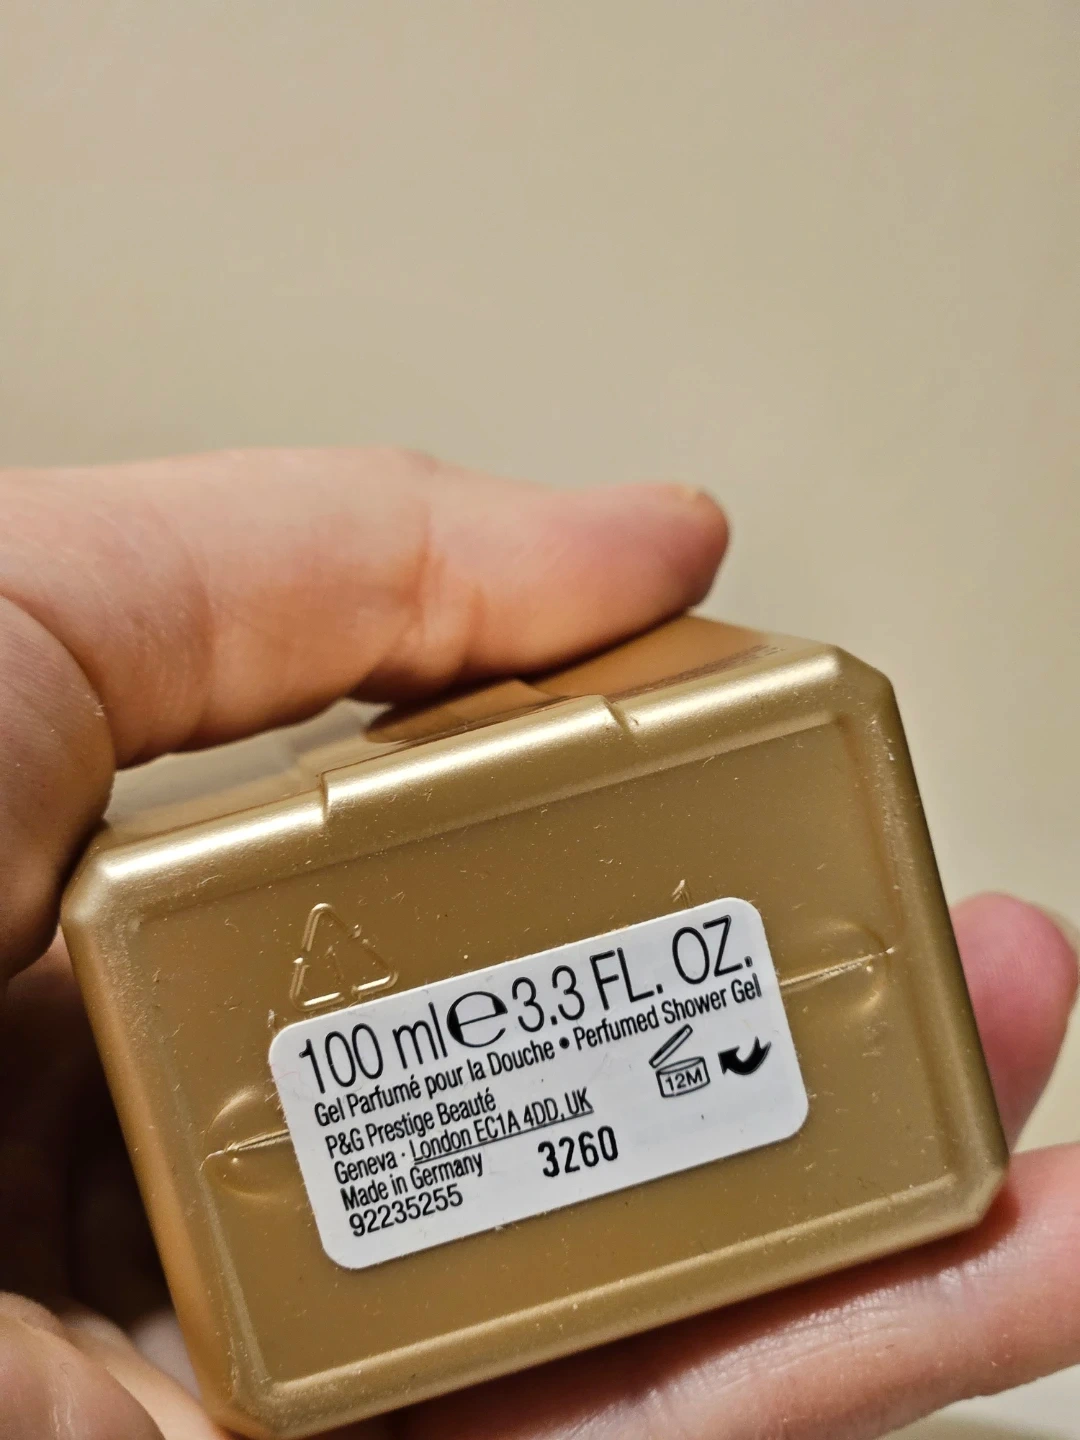 100 ml℮3.3 FL. OZ.
Gel Parfumé pour la Douche • Perfumed Shower Gel
P&G Prestige Beauté
Geneva · London EC1A 4DD, UK
Made in Germany
92235255
12M
3260
1